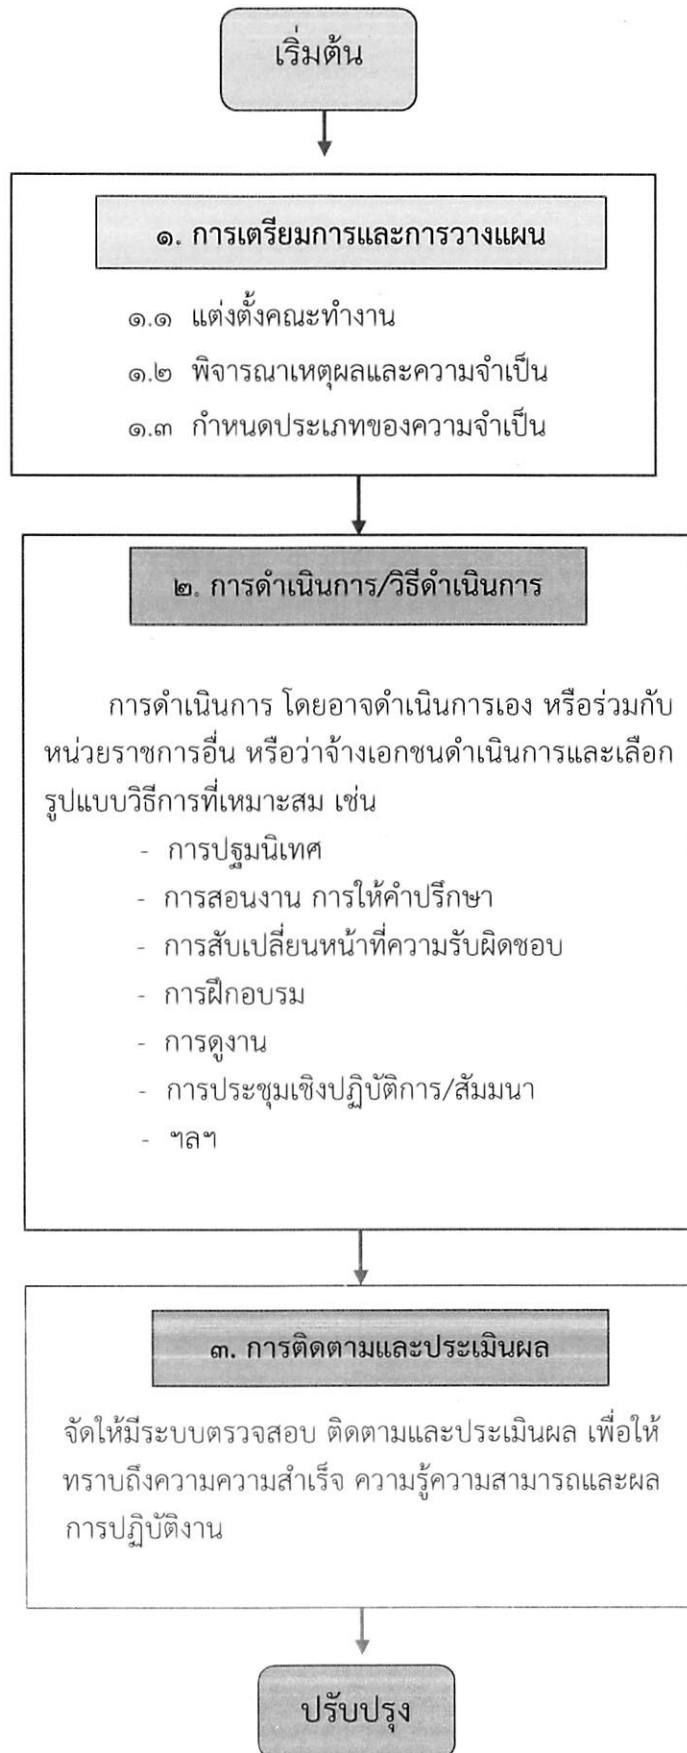 เริ่มต้น
๑. การเตรียมการและการวางแผน
๑.๑ แต่งตั้งคณะทำงาน
๑.๒ พิจารณาเหตุผลและความจำเป็น
๑.๓ กำหนดประเภทของความจำเป็น
๒. การดำเนินการ/วิธีดำเนินการ
การดำเนินการ โดยอาจดำเนินการเอง หรือร่วมกับ
หน่วยราชการอื่น หรือว่าจ้างเอกชนดำเนินการและเลือก
รูปแบบวิธีการที่เหมาะสม เช่น
- การปฐมนิเทศ
- การสอนงาน การให้คำปรึกษา
- การสับเปลี่ยนหน้าที่ความรับผิดชอบ
- การฝึกอบรม
- การดูงาน
- การประชุมเชิงปฏิบัติการ/สัมมนา
- ฯลฯ
๓. การติดตามและประเมินผล
จัดให้มีระบบตรวจสอบ ติดตามและประเมินผล เพื่อให้
ทราบถึงความความสำเร็จ ความรู้ความสามารถและผล
การปฏิบัติงาน
ปรับปรุง